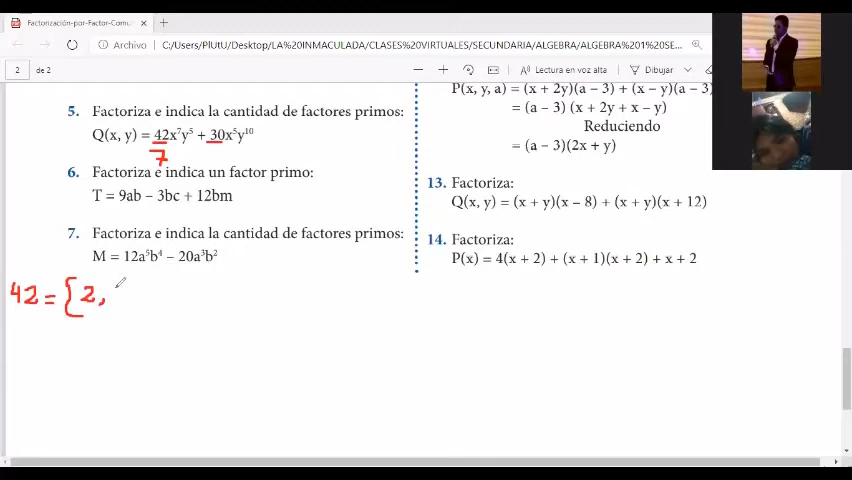 Factorización-por-Factor-Comu
Archivo
C:/Users/PlUtU/Desktop/LA%20INMACULADA/CLASES%20VIRTUALES/SECUNDARIA/ALGEBRA/ALGEBRA%201%20SE...
2 de 2
Lectura en voz alta
Dibujar
5. Factoriza e indica la cantidad de factores primos:
Q(x, y) = 42x⁷y⁵ + 30x⁵y¹⁰
7
6. Factoriza e indica un factor primo:
T = 9ab – 3bc + 12bm
7. Factoriza e indica la cantidad de factores primos:
M = 12a⁵b⁴ – 20a³b²
42 = {2,
P(x, y, a) = (x + 2y)(a – 3) + (x – y)(a – 3)
= (a – 3) (x + 2y + x – y)
Reduciendo
= (a – 3)(2x + y)
13. Factoriza:
Q(x, y) = (x + y)(x – 8) + (x + y)(x + 12)
14. Factoriza:
P(x) = 4(x + 2) + (x + 1)(x + 2) + x + 2